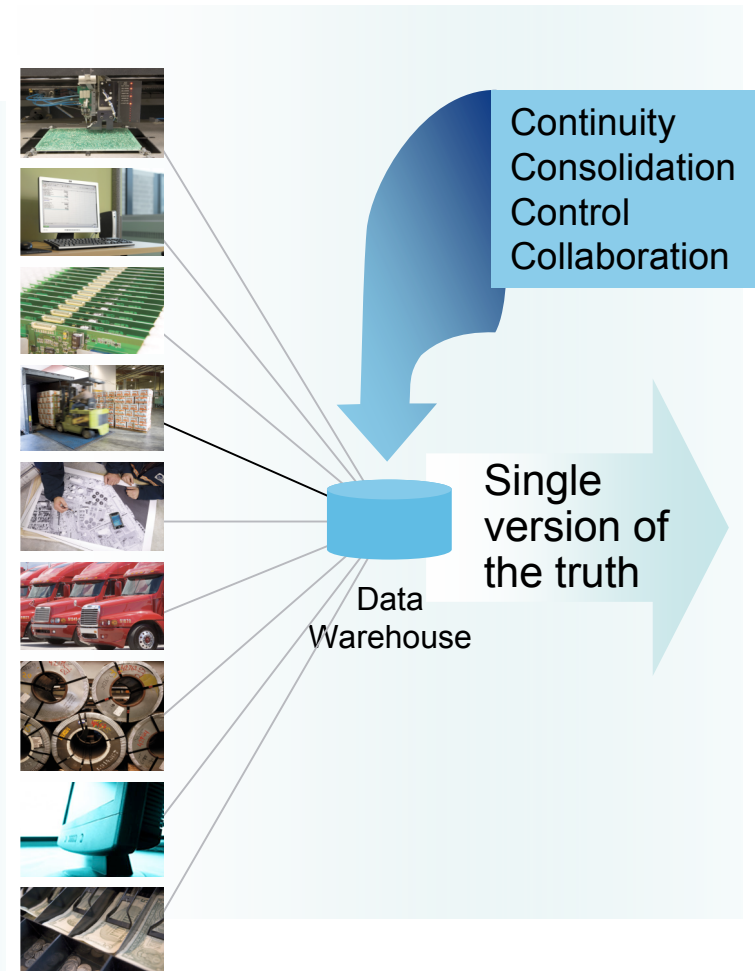 Continuity
Consolidation
Control
Collaboration
Single
version of
the truth
Data
Warehouse